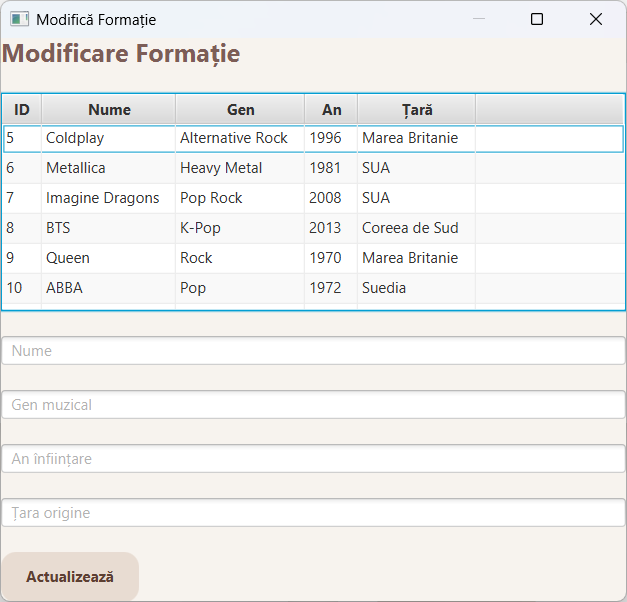 Modifică Formație
Modificare Formație
ID Nume Gen An Țară
5 Coldplay Alternative Rock 1996 Marea Britanie
6 Metallica Heavy Metal 1981 SUA
7 Imagine Dragons Pop Rock 2008 SUA
8 BTS K-Pop 2013 Coreea de Sud
9 Queen Rock 1970 Marea Britanie
10 ABBA Pop 1972 Suedia
Nume
Gen muzical
An înființare
Țara origine
Actualizează